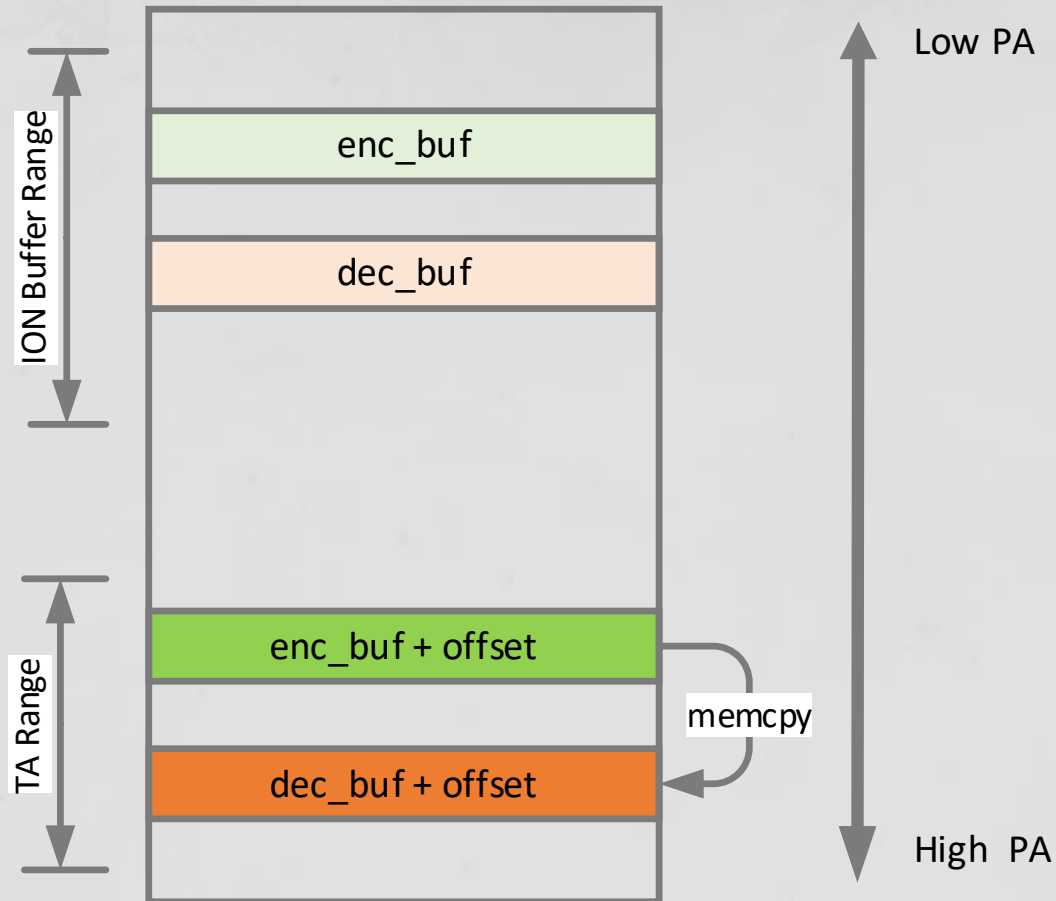 Low PA
ION Buffer Range
enc_buf
dec_buf
TA Range
enc_buf + offset
memcpy
dec_buf + offset
High PA